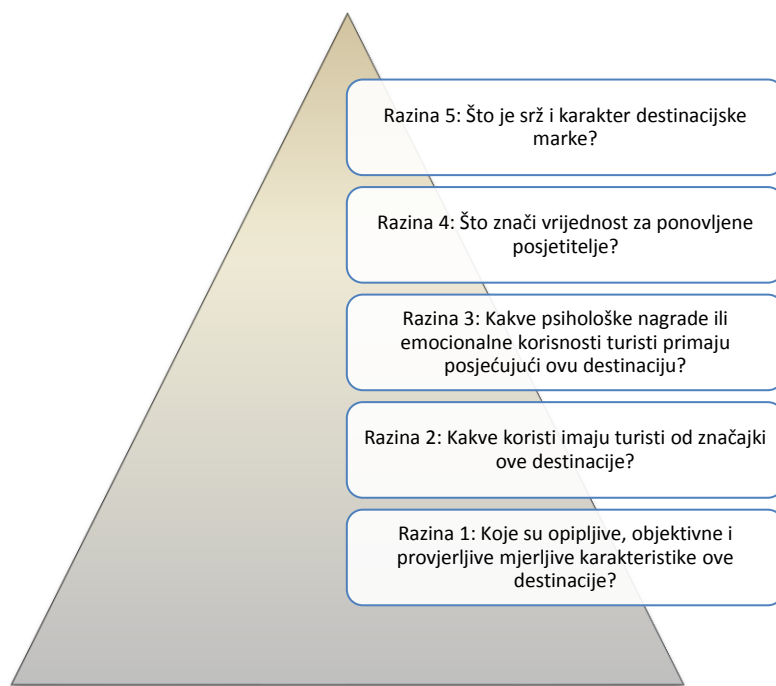 Razina 5: Što je srž i karakter destinacijske
marke?
Razina 4: Što znači vrijednost za ponovljene
posjetitelje?
Razina 3: Kakve psihološke nagrade ili
emocionalne korisnosti turisti primaju
posjećujući ovu destinaciju?
Razina 2: Kakve koristi imaju turisti od značajki
ove destinacije?
Razina 1: Koje su opipljive, objektivne i
provjerljive mjerljive karakteristike ove
destinacije?